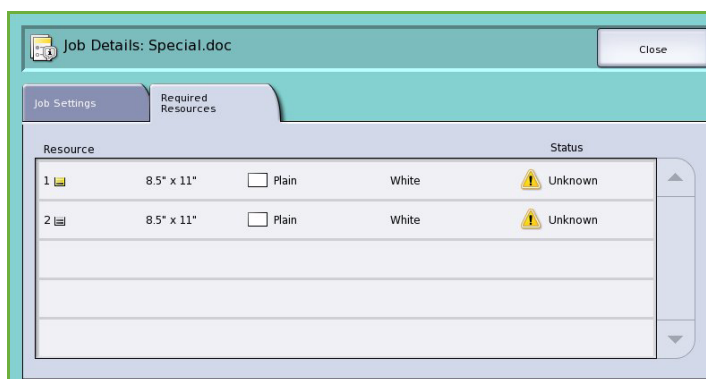 Job Details: Special.doc
Close
Job Settings
Required
Resources
Resource
Status
1 8.5" x 11" Plain White Unknown
2 8.5" x 11" Plain White Unknown